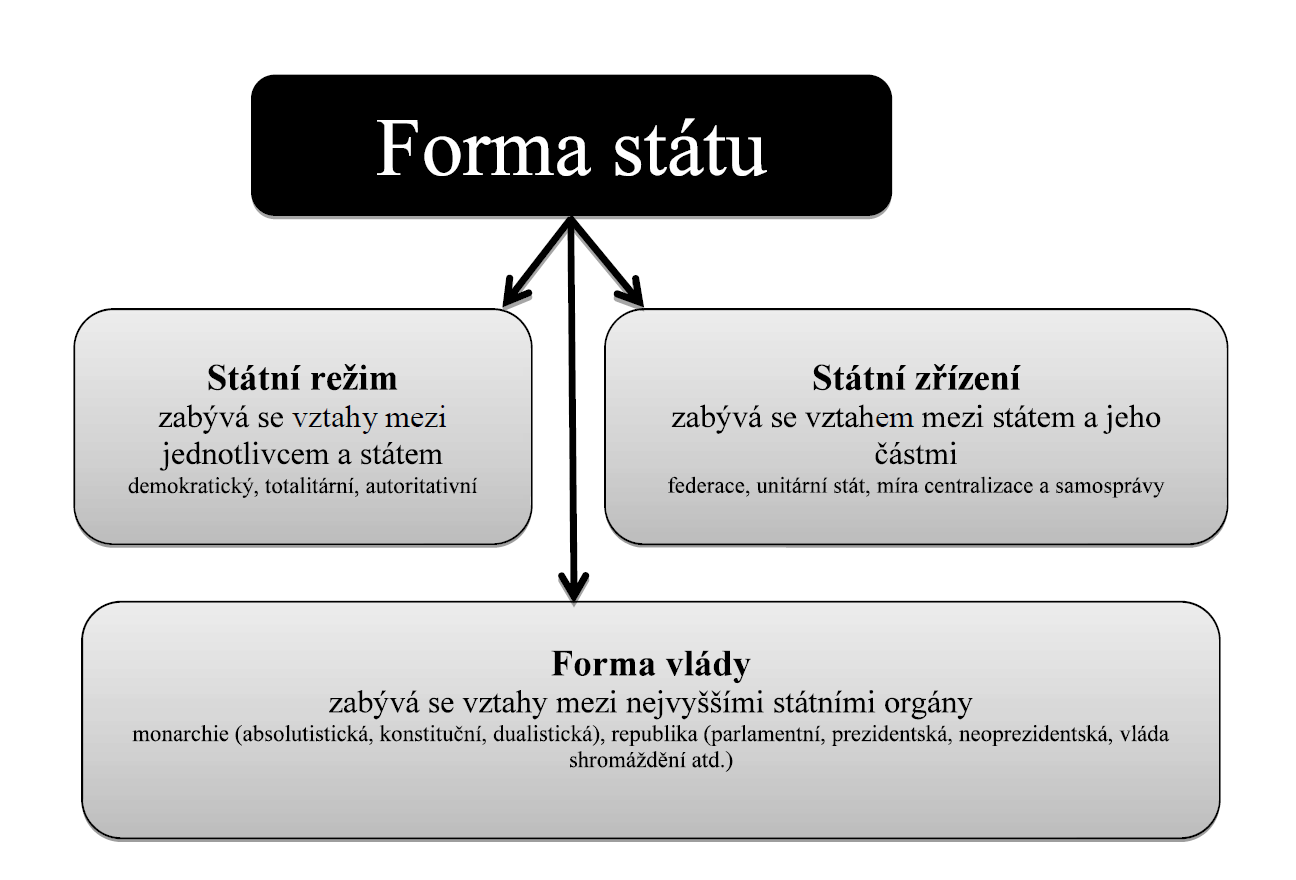 Forma státu
Státní režim
zabývá se vztahy mezi
jednotlivcem a státem
demokratický, totalitární, autoritativní
Státní zřízení
zabývá se vztahem mezi státem a jeho
částmi
federace, unitární stát, míra centralizace a samosprávy
Forma vlády
zabývá se vztahy mezi nejvyššími státními orgány
monarchie (absolutistická, konstituční, dualistická), republika (parlamentní, prezidentská, neoprezidentská, vláda
shromáždění atd.)